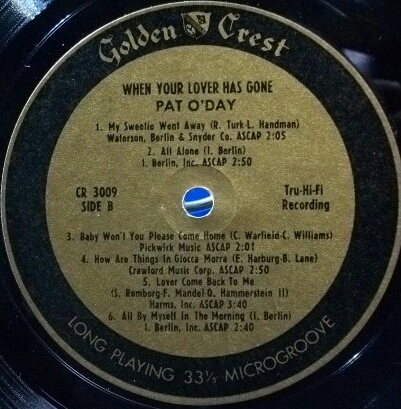 Golden Crest
WHEN YOUR LOVER HAS GONE
PAT O'DAY
1. My Sweetie Went Away (R. Turk-L. Handman)
Waterson, Berlin & Snyder Co. ASCAP 2:05
2. All Alone (I. Berlin)
I. Berlin, Inc. ASCAP 2:50
CR 3009
SIDE B
Tru-Hi-Fi
Recording
3. Baby Won't You Please Come Home (C. Warfield-C. Williams)
Pickwick Music ASCAP 2:01
4. How Are Things In Glocca Morra (E. Harburg-B. Lane)
Crawford Music Corp. ASCAP 2:50
5. Lover Come Back To Me
(S. Romberg-F. Mandel-O. Hammerstein II)
Harms, Inc. ASCAP 3:40
6. All By Myself In The Morning (I. Berlin)
I. Berlin, Inc. ASCAP 2:40
LONG PLAYING 33⅓ MICROGROOVE